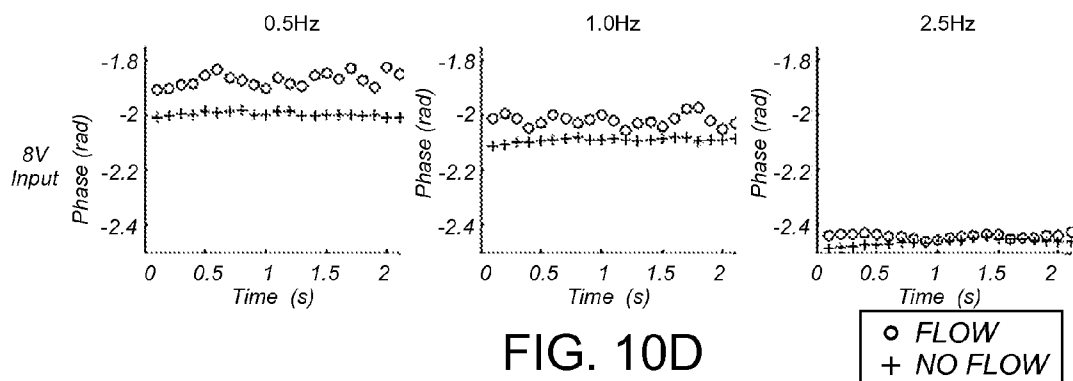 0.5Hz 1.0Hz 2.5Hz
8V
Input
Phase (rad)
-1.8
-2
-2.2
-2.4
0 0.5 1 1.5 2
Time (s)
Phase (rad)
-1.8
-2
-2.2
-2.4
0 0.5 1 1.5 2
Time (s)
Phase (rad)
-1.8
-2
-2.2
-2.4
0 0.5 1 1.5 2
Time (s)
FIG. 10D
FLOW
NO FLOW